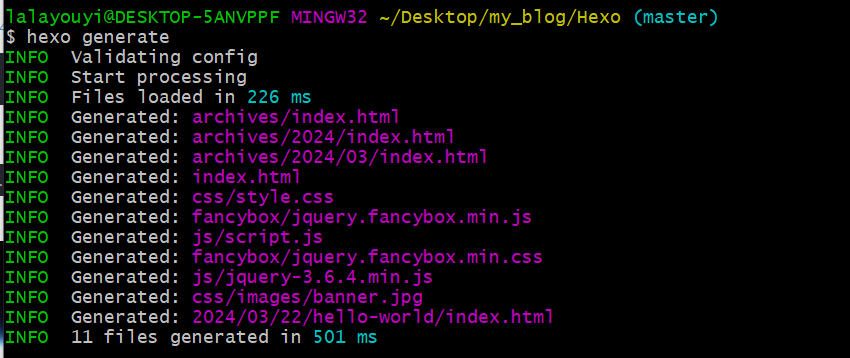 lalayouyi@DESKTOP-5ANVPPF MINGW32 ~/Desktop/my_blog/Hexo (master)
$ hexo generate
INFO  Validating config
INFO  Start processing
INFO  Files loaded in 226 ms
INFO  Generated: archives/index.html
INFO  Generated: archives/2024/index.html
INFO  Generated: archives/2024/03/index.html
INFO  Generated: index.html
INFO  Generated: css/style.css
INFO  Generated: fancybox/jquery.fancybox.min.js
INFO  Generated: js/script.js
INFO  Generated: fancybox/jquery.fancybox.min.css
INFO  Generated: js/jquery-3.6.4.min.js
INFO  Generated: css/images/banner.jpg
INFO  Generated: 2024/03/22/hello-world/index.html
INFO  11 files generated in 501 ms